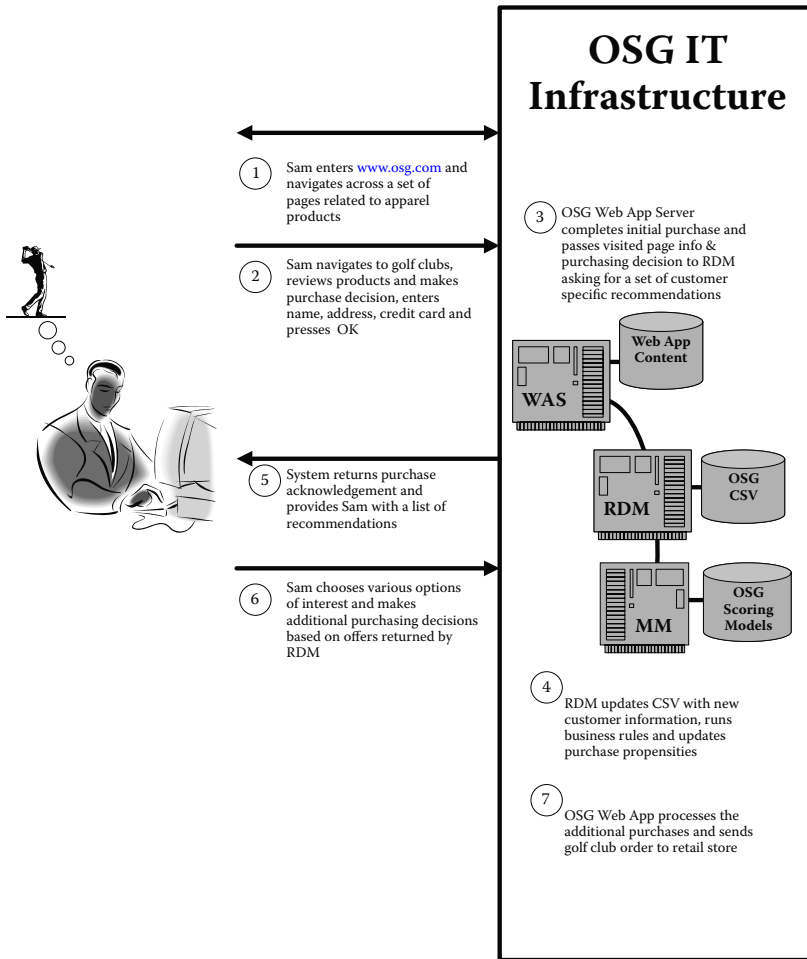 OSG IT
Infrastructure
1
Sam enters www.osg.com and
navigates across a set of
pages related to apparel
products
2
Sam navigates to golf clubs,
reviews products and makes
purchase decision, enters
name, address, credit card and
presses OK
3
OSG Web App Server
completes initial purchase and
passes visited page info &
purchasing decision to RDM
asking for a set of customer
specific recommendations
Web App
Content
WAS
RDM
OSG
CSV
MM
OSG
Scoring
Models
4
RDM updates CSV with new
customer information, runs
business rules and updates
purchase propensities
5
System returns purchase
acknowledgement and
provides Sam with a list of
recommendations
6
Sam chooses various options
of interest and makes
additional purchasing decisions
based on offers returned by
RDM
7
OSG Web App processes the
additional purchases and sends
golf club order to retail store